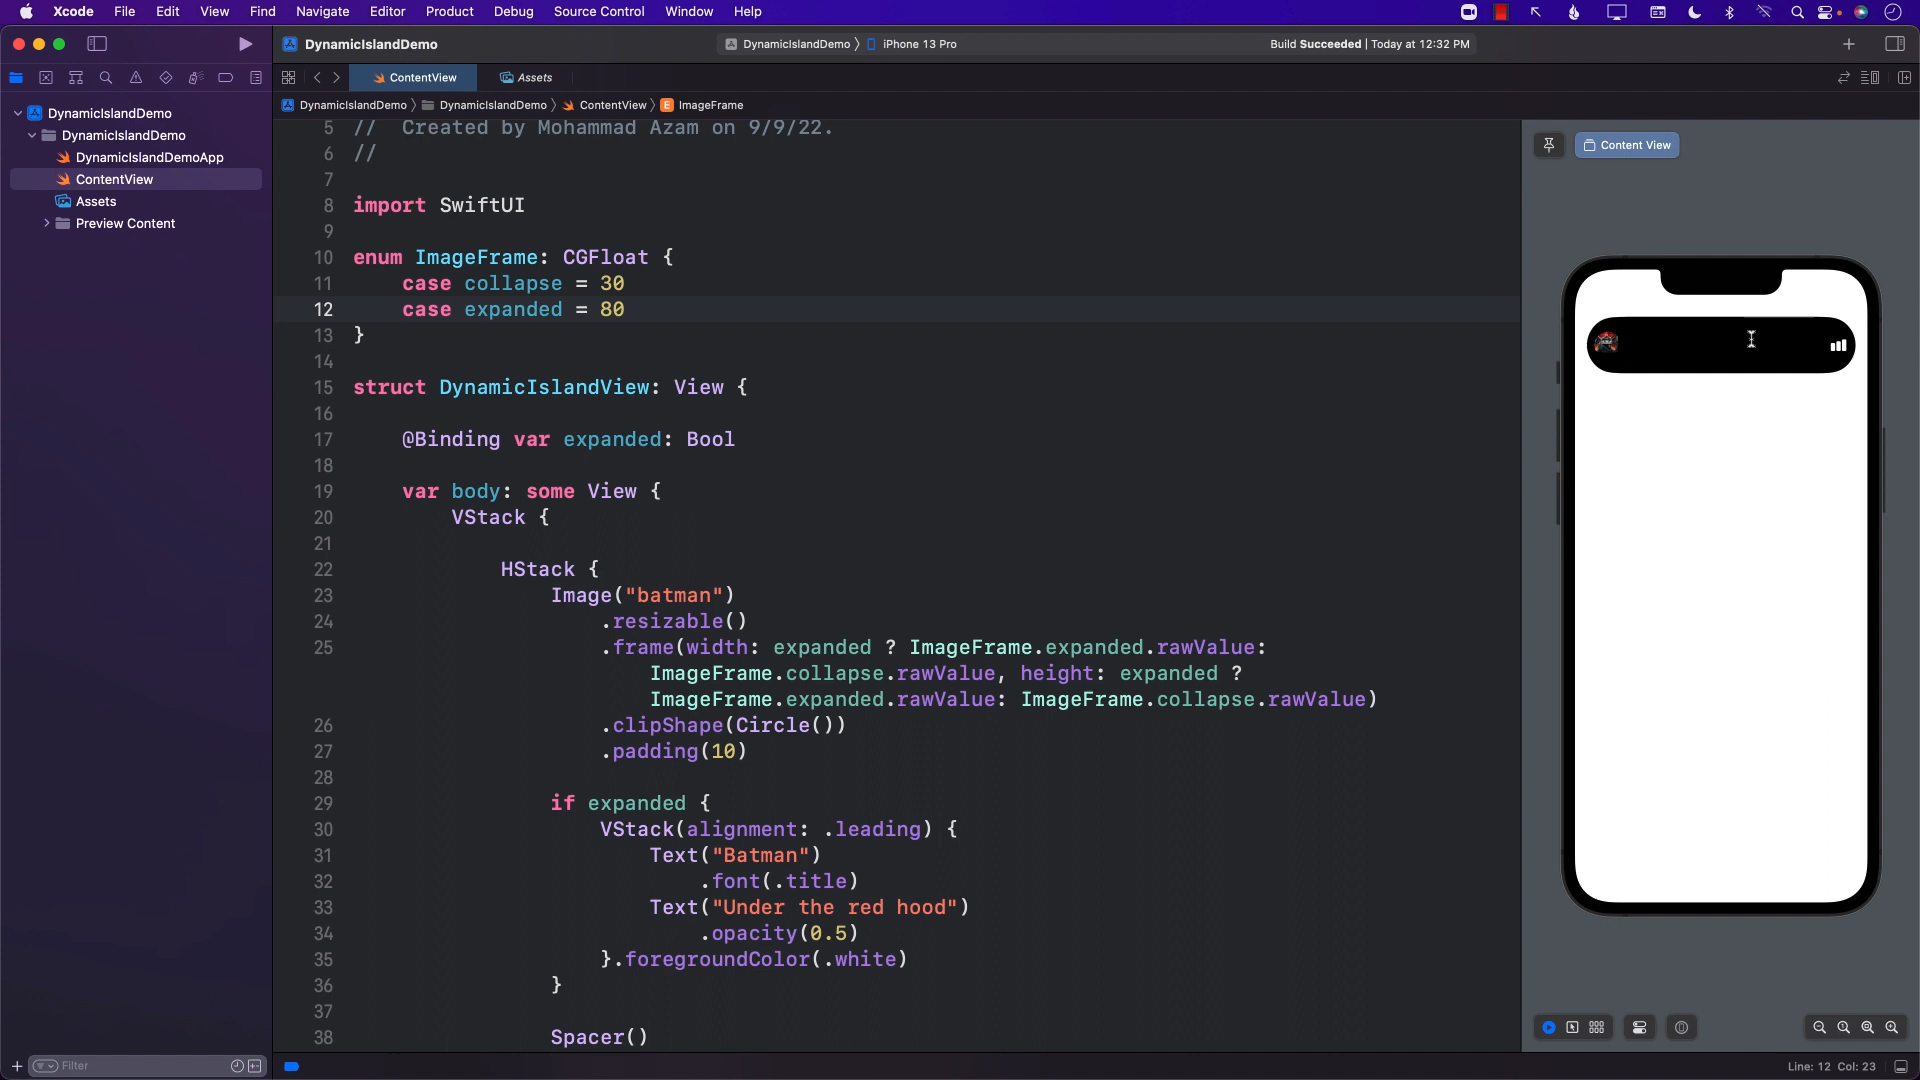 Xcode File Edit View Find Navigate Editor Product Debug Source Control Window Help
DynamicIslandDemo
DynamicIslandDemo iPhone 13 Pro
Build Succeeded | Today at 12:32 PM
ContentView
Assets
DynamicIslandDemo DynamicIslandDemo ContentView E ImageFrame
DynamicIslandDemo
DynamicIslandDemo
DynamicIslandDemoApp
ContentView
Assets
Preview Content
5 // Created by Mohammad Azam on 9/9/22.
6 //
7
8 import SwiftUI
9
10 enum ImageFrame: CGFloat {
11 case collapse = 30
12 case expanded = 80
13 }
14
15 struct DynamicIslandView: View {
16
17 @Binding var expanded: Bool
18
19 var body: some View {
20 VStack {
21
22 HStack {
23 Image("batman")
24 .resizable()
25 .frame(width: expanded ? ImageFrame.expanded.rawValue:
ImageFrame.collapse.rawValue, height: expanded ?
ImageFrame.expanded.rawValue: ImageFrame.collapse.rawValue)
26 .clipShape(Circle())
27 .padding(10)
28
29 if expanded {
30 VStack(alignment: .leading) {
31 Text("Batman")
32 .font(.title)
33 Text("Under the red hood")
34 .opacity(0.5)
35 }.foregroundColor(.white)
36 }
37
38 Spacer()
Content View
Filter
Line: 12 Col: 23